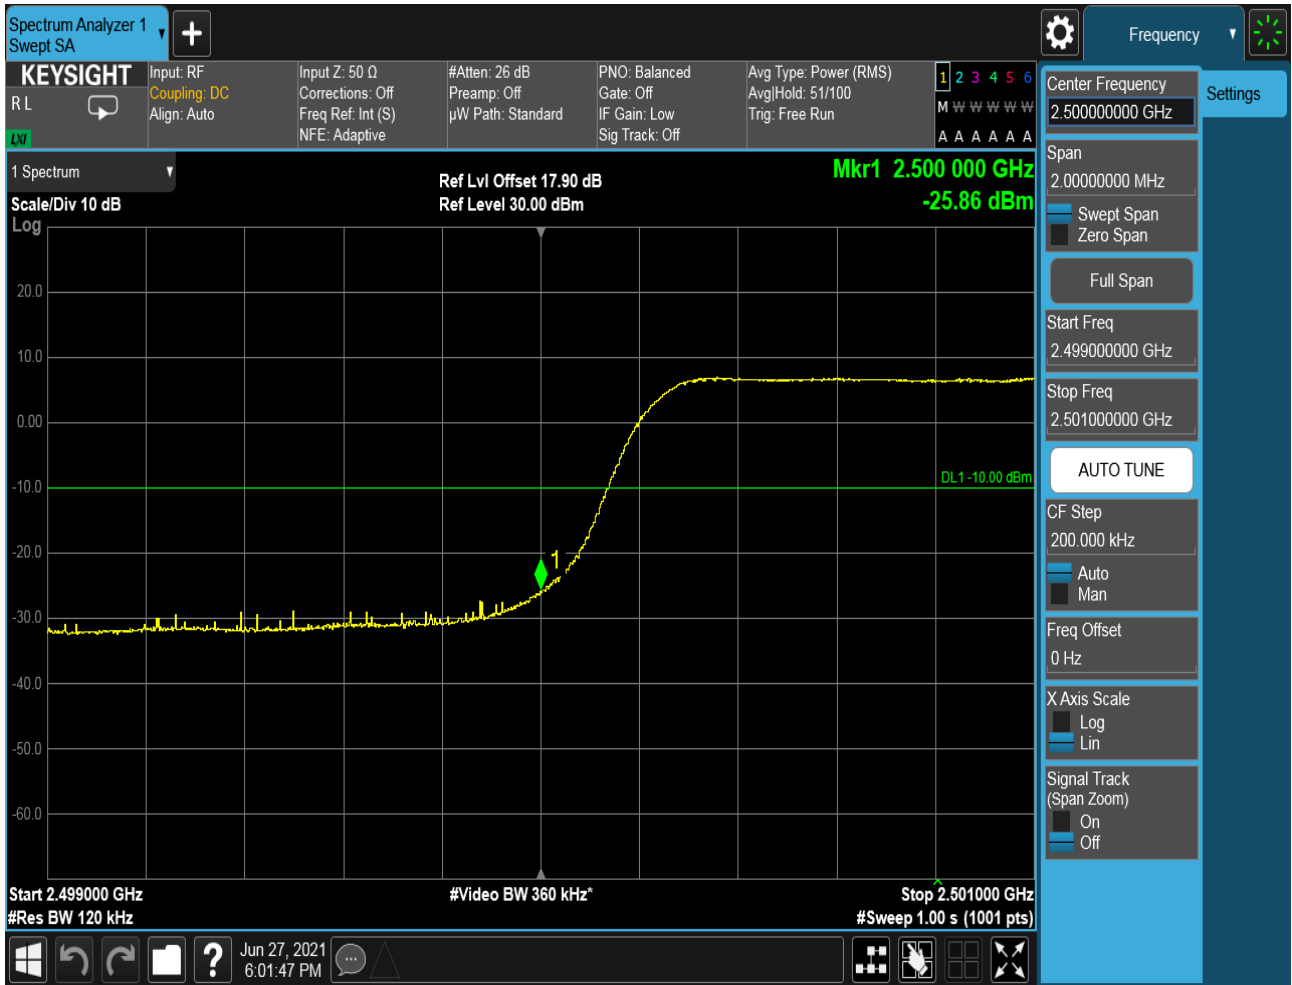 Spectrum Analyzer 1
Swept SA
Frequency
KEYSIGHT
R L
LXI
Input: RF
Coupling: DC
Align: Auto
Input Z: 50 Ω
Corrections: Off
Freq Ref: Int (S)
NFE: Adaptive
#Atten: 26 dB
Preamp: Off
µW Path: Standard
PNO: Balanced
Gate: Off
IF Gain: Low
Sig Track: Off
Avg Type: Power (RMS)
Avg|Hold: 51/100
Trig: Free Run
1 2 3 4 5 6
M W W W W W
A A A A A A
1 Spectrum
Scale/Div 10 dB
Log
Ref Lvl Offset 17.90 dB
Ref Level 30.00 dBm
Mkr1 2.500 000 GHz
-25.86 dBm
20.0
10.0
0.00
-10.0
-20.0
-30.0
-40.0
-50.0
-60.0
DL1 -10.00 dBm
1
Start 2.499000 GHz
#Res BW 120 kHz
#Video BW 360 kHz*
Stop 2.501000 GHz
#Sweep 1.00 s (1001 pts)
?
Jun 27, 2021
6:01:47 PM
Center Frequency
2.500000000 GHz
Settings
Span
2.00000000 MHz
Swept Span
Zero Span
Full Span
Start Freq
2.499000000 GHz
Stop Freq
2.501000000 GHz
AUTO TUNE
CF Step
200.000 kHz
Auto
Man
Freq Offset
0 Hz
X Axis Scale
Log
Lin
Signal Track
(Span Zoom)
On
Off